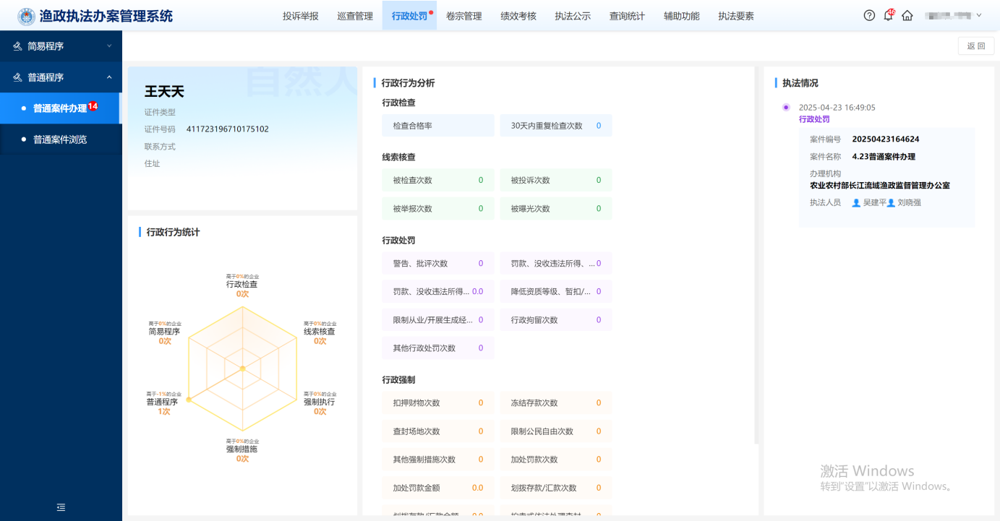 渔政执法办案管理系统
投诉举报 巡查管理 行政处罚 卷宗管理 绩效考核 执法公示 查询统计 辅助功能 执法要素
46
简易程序
普通程序
普通案件办理 14
普通案件浏览
返 回
自然人
王天天
证件类型
证件号码 411723196710175102
联系方式
住址
行政行为统计
高于0%的企业
行政检查
0次
高于0%的企业
简易程序
0次
高于0%的企业
线索核查
0次
高于-1%的企业
普通程序
1次
高于0%的企业
强制执行
0次
高于0%的企业
强制措施
0次
行政行为分析
行政检查
检查合格率 30天内重复检查次数 0
线索核查
被检查次数 0 被投诉次数 0
被举报次数 0 被曝光次数 0
行政处罚
警告、批评次数 0 罚款、没收违法所得、... 0
罚款、没收违法所得... 0.0 降低资质等级、暂扣/... 0
限制从业/开展生成经... 0 行政拘留次数 0
其他行政处罚次数 0
行政强制
扣押财物次数 0 冻结存款次数 0
查封场地次数 0 限制公民自由次数 0
其他强制措施次数 0 加处罚款次数 0
加处罚款金额 0.0 划拨存款/汇款次数 0
划拨存款/汇款金额 0.0 拍卖或依法处理查封... 0
执法情况
2025-04-23 16:49:05
行政处罚
案件编号 20250423164624
案件名称 4.23普通案件办理
办理机构
农业农村部长江流域渔政监督管理办公室
执法人员 吴建平 刘晓强
激活 Windows
转到"设置"以激活 Windows。